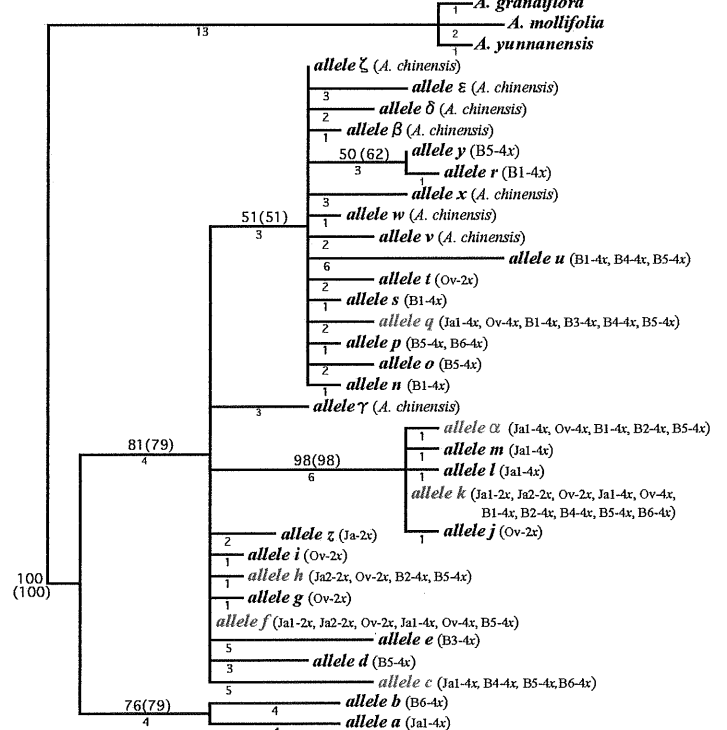 A. grandiflora
1
A. mollifolia
13
2
A. yunnanensis
1
allele ζ (A. chinensis)
allele ε (A. chinensis)
3
allele δ (A. chinensis)
2
allele β (A. chinensis)
1
allele y (B5-4x)
50 (62)
3
allele r (B1-4x)
1
allele x (A. chinensis)
3
allele w (A. chinensis)
1
51(51)
3
allele v (A. chinensis)
2
allele u (B1-4x, B4-4x, B5-4x)
6
allele t (Ov-2x)
2
allele s (B1-4x)
1
allele q (Ja1-4x, Ov-4x, B1-4x, B3-4x, B4-4x, B5-4x)
2
allele p (B5-4x, B6-4x)
1
allele o (B5-4x)
2
allele n (B1-4x)
1
allele γ (A. chinensis)
3
allele α (Ja1-4x, Ov-4x, B1-4x, B2-4x, B5-4x)
1
81(79)
4
allele m (Ja1-4x)
1
98(98)
6
allele l (Ja1-4x)
1
allele k (Ja1-2x, Ja2-2x, Ov-2x, Ja1-4x, Ov-4x,
B1-4x, B2-4x, B4-4x, B5-4x, B6-4x)
allele j (Ov-2x)
1
allele z (Ja-2x)
2
allele i (Ov-2x)
1
allele h (Ja2-2x, Ov-2x, B2-4x, B5-4x)
1
100
(100)
allele g (Ov-2x)
1
allele f (Ja1-2x, Ja2-2x, Ov-2x, Ja1-4x, Ov-4x, B5-4x)
allele e (B3-4x)
5
allele d (B5-4x)
3
allele c (Ja1-4x, B4-4x, B5-4x,B6-4x)
5
76(79)
4
allele b (B6-4x)
4
allele a (Ja1-4x)